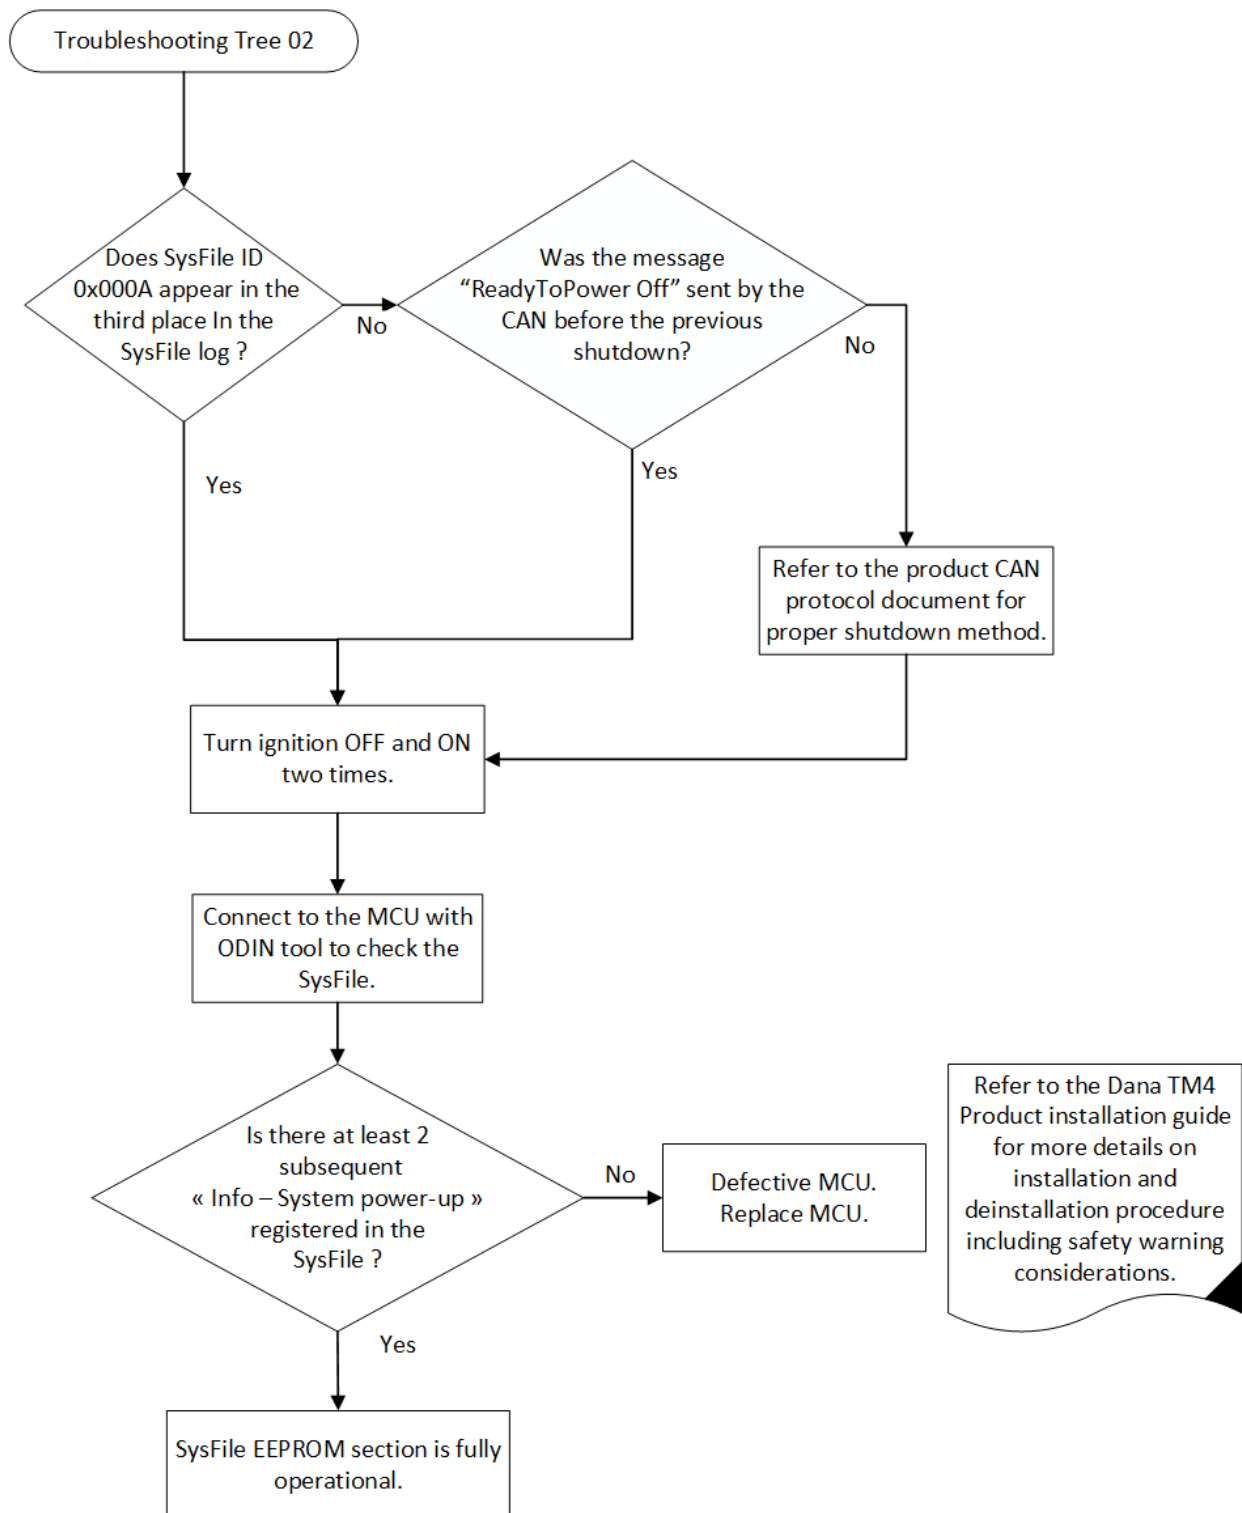 Troubleshooting Tree 02
Does SysFile ID
0x000A appear in the
third place In the
SysFile log ?
No
Yes
Was the message
“ReadyToPower Off” sent by the
CAN before the previous
shutdown?
No
Yes
Refer to the product CAN
protocol document for
proper shutdown method.
Turn ignition OFF and ON
two times.
Connect to the MCU with
ODIN tool to check the
SysFile.
Is there at least 2
subsequent
« Info – System power-up »
registered in the
SysFile ?
No
Yes
Defective MCU.
Replace MCU.
Refer to the Dana TM4
Product installation guide
for more details on
installation and
deinstallation procedure
including safety warning
considerations.
SysFile EEPROM section is fully
operational.